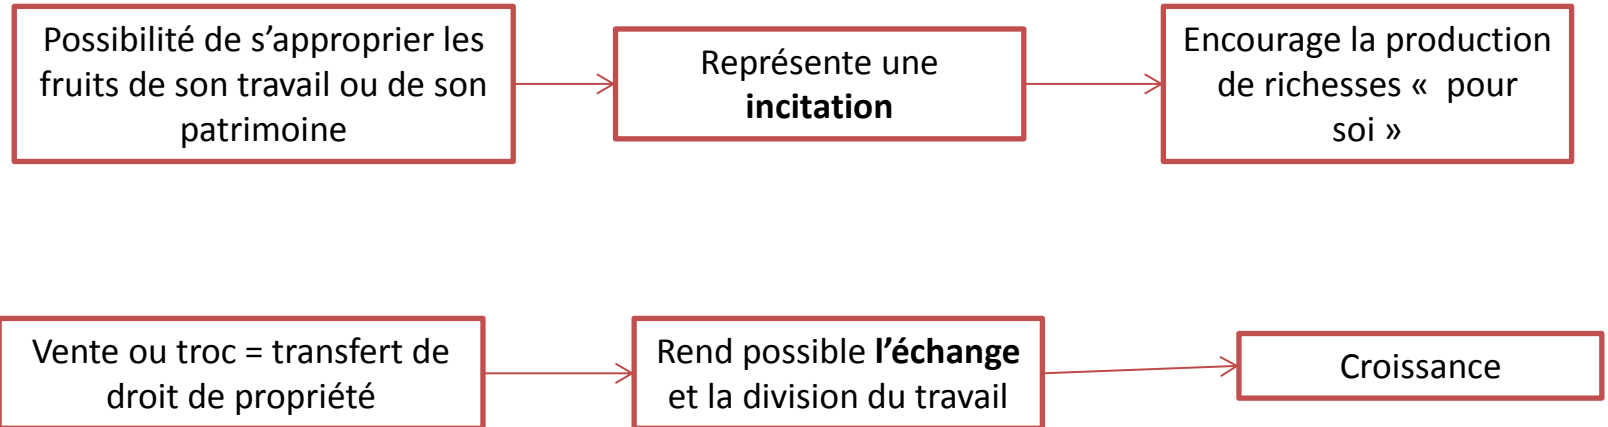 Possibilité de s’approprier les
fruits de son travail ou de son
patrimoine
Représente une
incitation
Encourage la production
de richesses «  pour
soi »
Vente ou troc = transfert de
droit de propriété
Rend possible l’échange
et la division du travail
Croissance